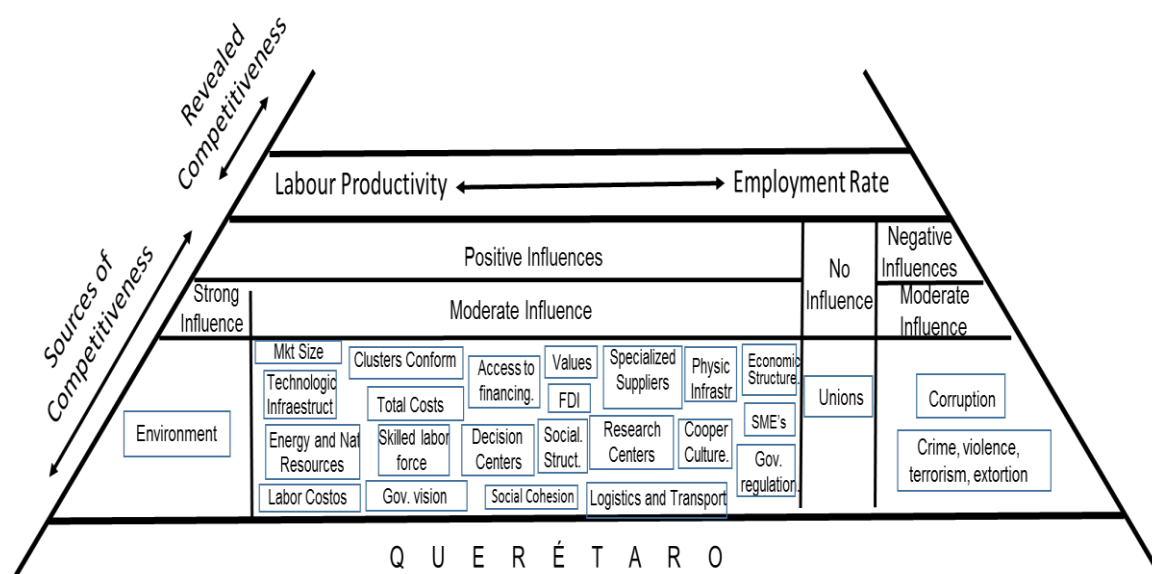 Revealed
Competitiveness
Labour Productivity
Employment Rate
Sources of
Competitiveness
Positive Influences
No
Influence
Negative
Influences
Strong
Influence
Moderate Influence
Moderate
Influence
Environment
Mkt Size
Technologic
Infraestruct
Energy and Nat
Resources
Labor Costos
Clusters Conform
Total Costs
Skilled labor
force
Gov. vision
Access to
financing.
Decision
Centers
Social Cohesion
Values
FDI
Social.
Struct.
Specialized
Suppliers
Research
Centers
Logistics and Transport
Physic
Infrastr
Cooper
Culture.
Economic
Structure.
SME's
Gov.
regulation.
Unions
Corruption
Crime, violence,
terrorism, extortion
QUERÉTARO